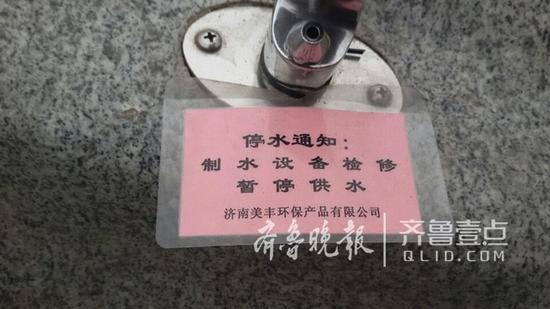 停水通知：
制水设备检修
暂停供水
济南美丰环保产品有限公司
齐鲁晚报
齐鲁壹点
QLID.COM